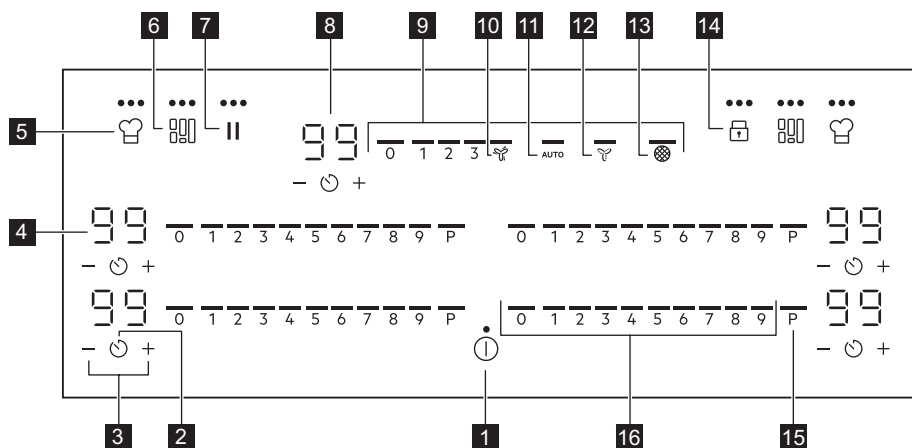 6 7 8 9 10 11 12 13 14
5
99 0 1 2 3 AUTO
− +
4 99 0 1 2 3 4 5 6 7 8 9 P 0 1 2 3 4 5 6 7 8 9 P 99
− + − +
99 0 1 2 3 4 5 6 7 8 9 P 0 1 2 3 4 5 6 7 8 9 P 99
− + − +
3 2 1 16 15